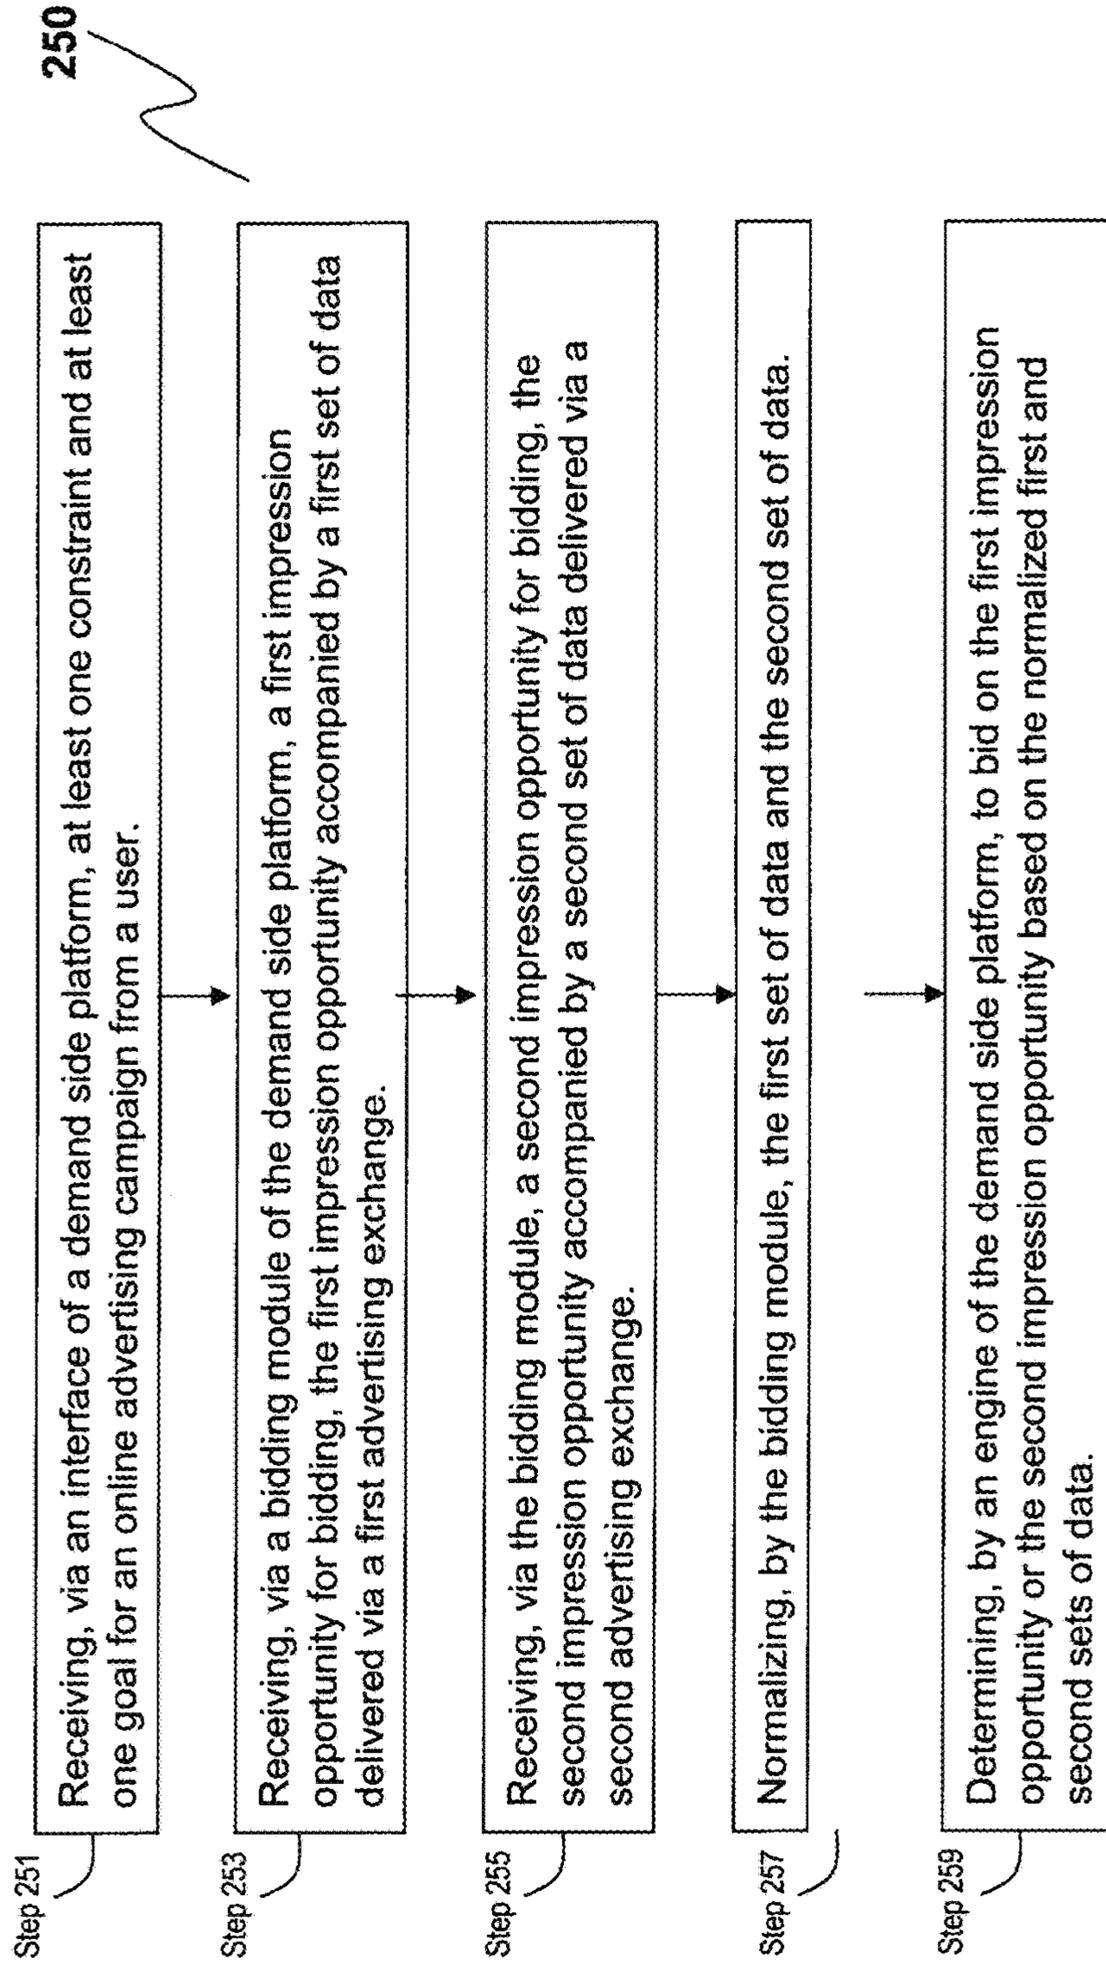 250
Step 251
Receiving, via an interface of a demand side platform, at least one constraint and at least
one goal for an online advertising campaign from a user.
Step 253
Receiving, via a bidding module of the demand side platform, a first impression
opportunity for bidding, the first impression opportunity accompanied by a first set of data
delivered via a first advertising exchange.
Step 255
Receiving, via the bidding module, a second impression opportunity for bidding, the
second impression opportunity accompanied by a second set of data delivered via a
second advertising exchange.
Step 257
Normalizing, by the bidding module, the first set of data and the second set of data.
Step 259
Determining, by an engine of the demand side platform, to bid on the first impression
opportunity or the second impression opportunity based on the normalized first and
second sets of data.